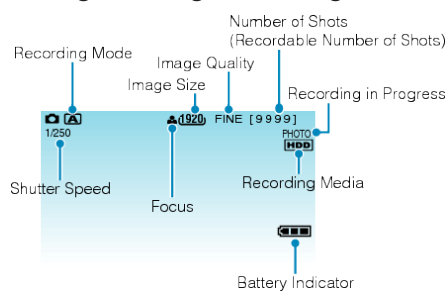 Number of Shots
(Recordable Number of Shots)
Recording Mode
Image Quality
Image Size
Recording in Progress
A
1920
FINE [9999]
1/250
PHOTO
HDD
Shutter Speed
Focus
Recording Media
Battery Indicator